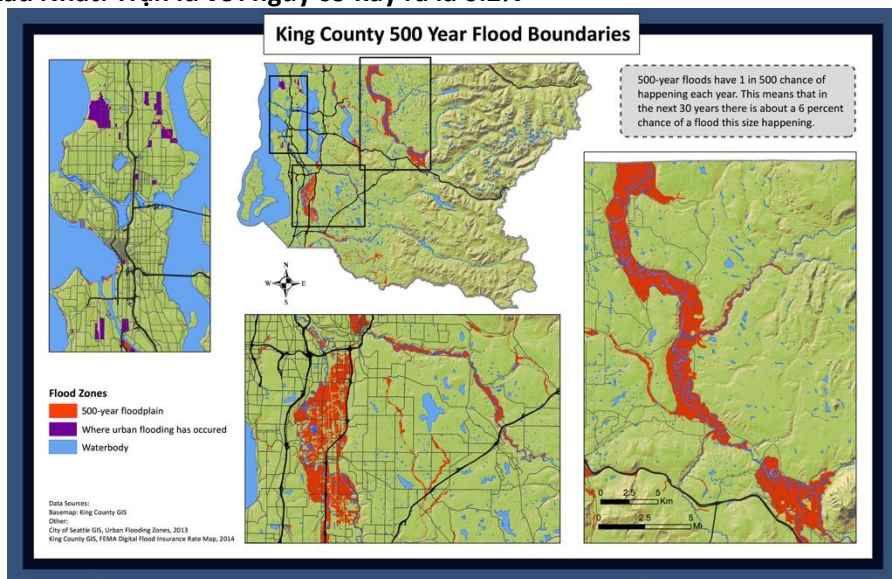 King County 500 Year Flood Boundaries
500-year floods have 1 in 500 chance of
happening each year. This means that in
the next 30 years there is about a 6 percent
chance of a flood this size happening.
N
W E
S
Flood Zones
500-year floodplain
Where urban flooding has occured
Waterbody
Data Sources:
Basemap: King County GIS
Other:
City of Seattle GIS, Urban Flooding Zones, 2013
King County GIS, FEMA Digital Flood Insurance Rate Map, 2014
0 2.5 5
Km
0 2.5 5
Mi